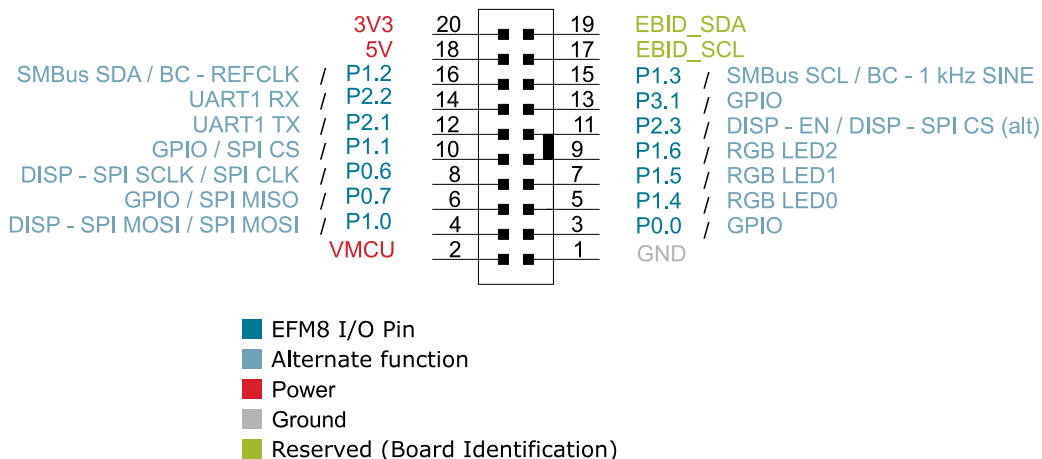 3V3 20 19 EBID_SDA
5V 18 17 EBID_SCL
SMBus SDA / BC - REFCLK / P1.2 16 15 P1.3 / SMBus SCL / BC - 1 kHz SINE
UART1 RX / P2.2 14 13 P3.1 / GPIO
UART1 TX / P2.1 12 11 P2.3 / DISP - EN / DISP - SPI CS (alt)
GPIO / SPI CS / P1.1 10 9 P1.6 / RGB LED2
DISP - SPI SCLK / SPI CLK / P0.6 8 7 P1.5 / RGB LED1
GPIO / SPI MISO / P0.7 6 5 P1.4 / RGB LED0
DISP - SPI MOSI / SPI MOSI / P1.0 4 3 P0.0 / GPIO
VMCU 2 1 GND
EFM8 I/O Pin
Alternate function
Power
Ground
Reserved (Board Identification)